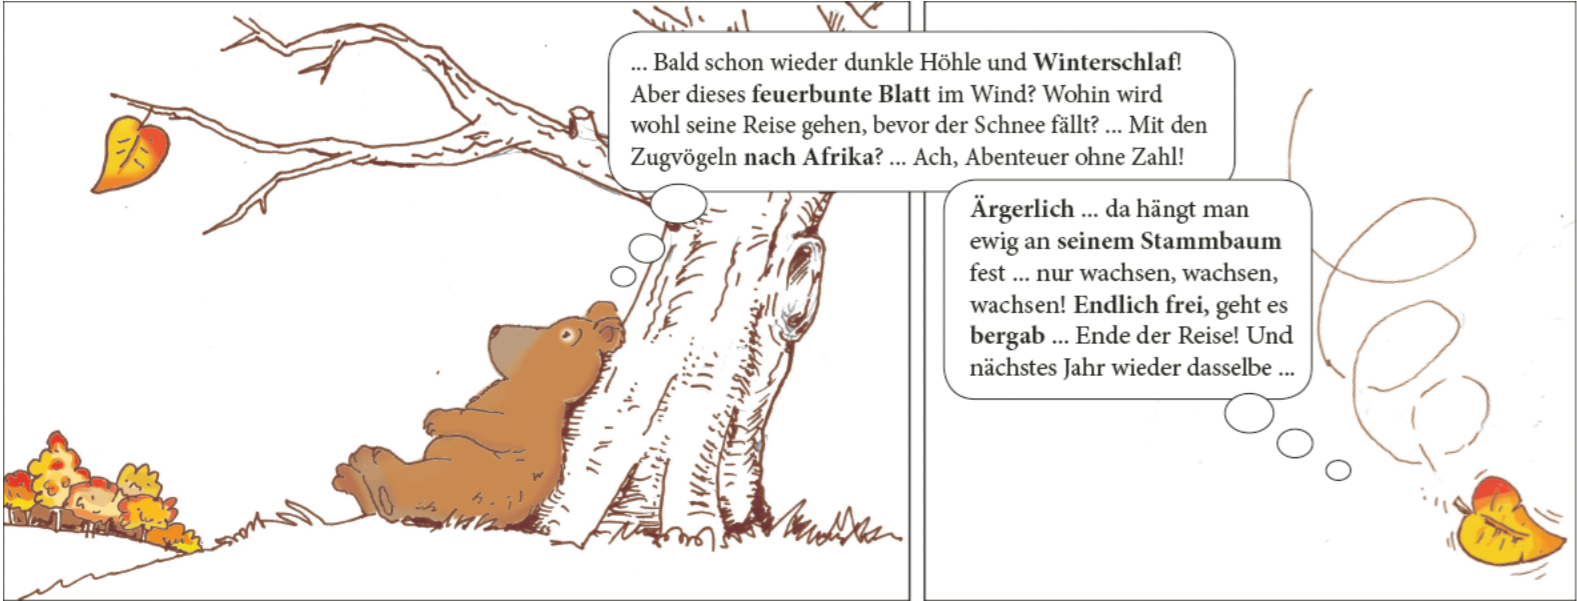 ... Bald schon wieder dunkle Höhle und Winterschlaf!
Aber dieses feuerbunte Blatt im Wind? Wohin wird
wohl seine Reise gehen, bevor der Schnee fällt? ... Mit den
Zugvögeln nach Afrika? ... Ach, Abenteuer ohne Zahl!
Ärgerlich ... da hängt man
ewig an seinem Stammbaum
fest ... nur wachsen, wachsen,
wachsen! Endlich frei, geht es
bergab ... Ende der Reise! Und
nächstes Jahr wieder dasselbe ...